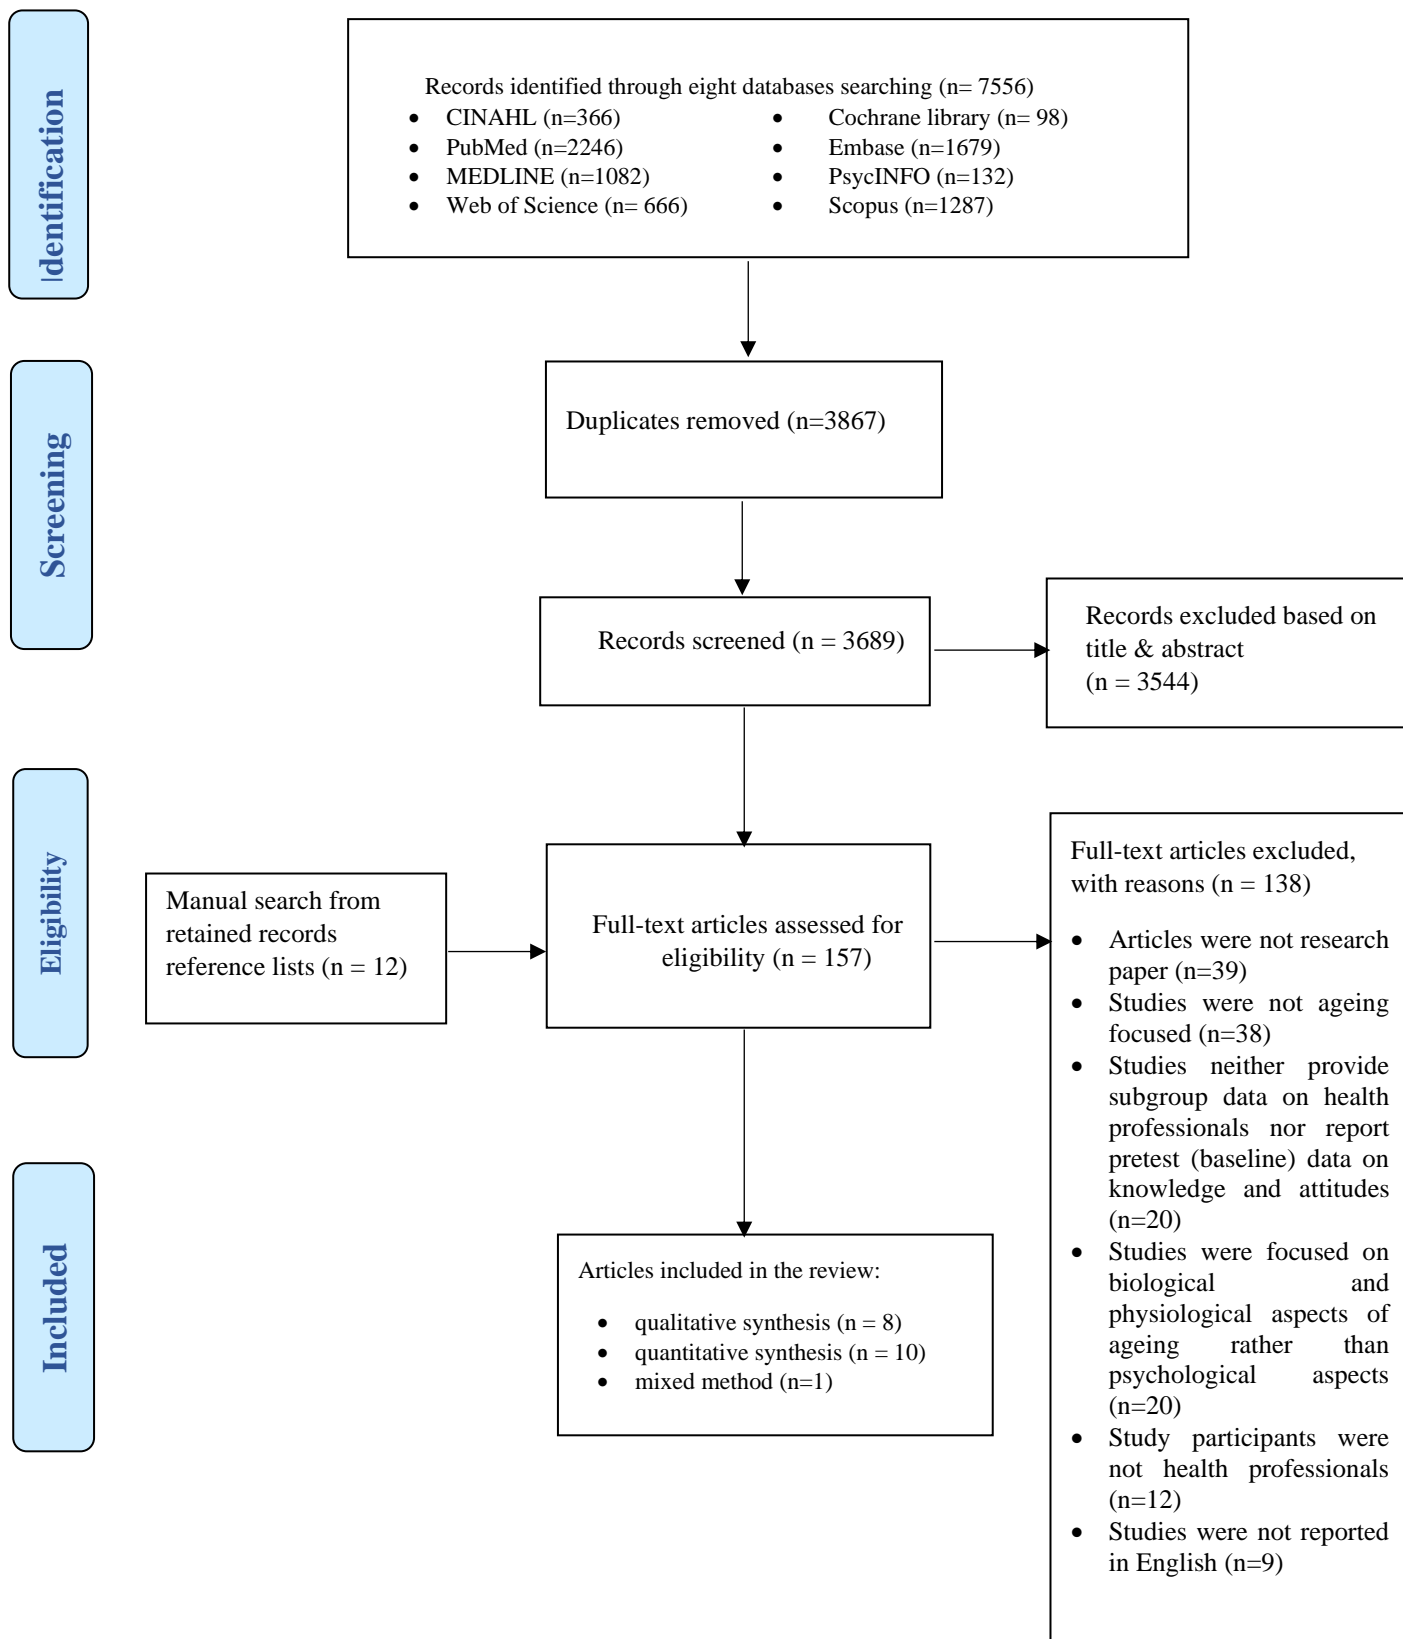 Identification
Records identified through eight databases searching (n= 7556)
• CINAHL (n=366)
• PubMed (n=2246)
• MEDLINE (n=1082)
• Web of Science (n= 666)
• Cochrane library (n= 98)
• Embase (n=1679)
• PsycINFO (n=132)
• Scopus (n=1287)
Screening
Duplicates removed (n=3867)
Records screened (n = 3689)
Records excluded based on
title & abstract
(n = 3544)
Eligibility
Manual search from
retained records
reference lists (n = 12)
Full-text articles assessed for
eligibility (n = 157)
Full-text articles excluded,
with reasons (n = 138)
• Articles were not research
paper (n=39)
• Studies were not ageing
focused (n=38)
• Studies neither provide
subgroup data on health
professionals nor report
pretest (baseline) data on
knowledge and attitudes
(n=20)
• Studies were focused on
biological and
physiological aspects of
ageing rather than
psychological aspects
(n=20)
• Study participants were
not health professionals
(n=12)
• Studies were not reported
in English (n=9)
Included
Articles included in the review:
• qualitative synthesis (n = 8)
• quantitative synthesis (n = 10)
• mixed method (n=1)